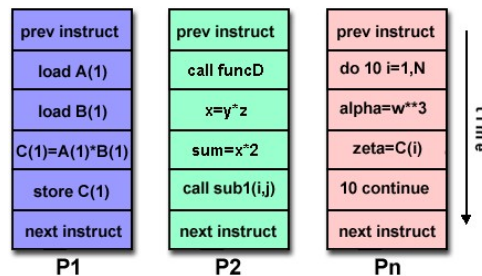 prev instruct
load A(1)
load B(1)
C(1)=A(1)*B(1)
store C(1)
next instruct
P1
prev instruct
call funcD
x=y*z
sum=x*2
call sub1(i,j)
next instruct
P2
prev instruct
do 10 i=1,N
alpha=w**3
zeta=C(i)
10 continue
next instruct
Pn
time